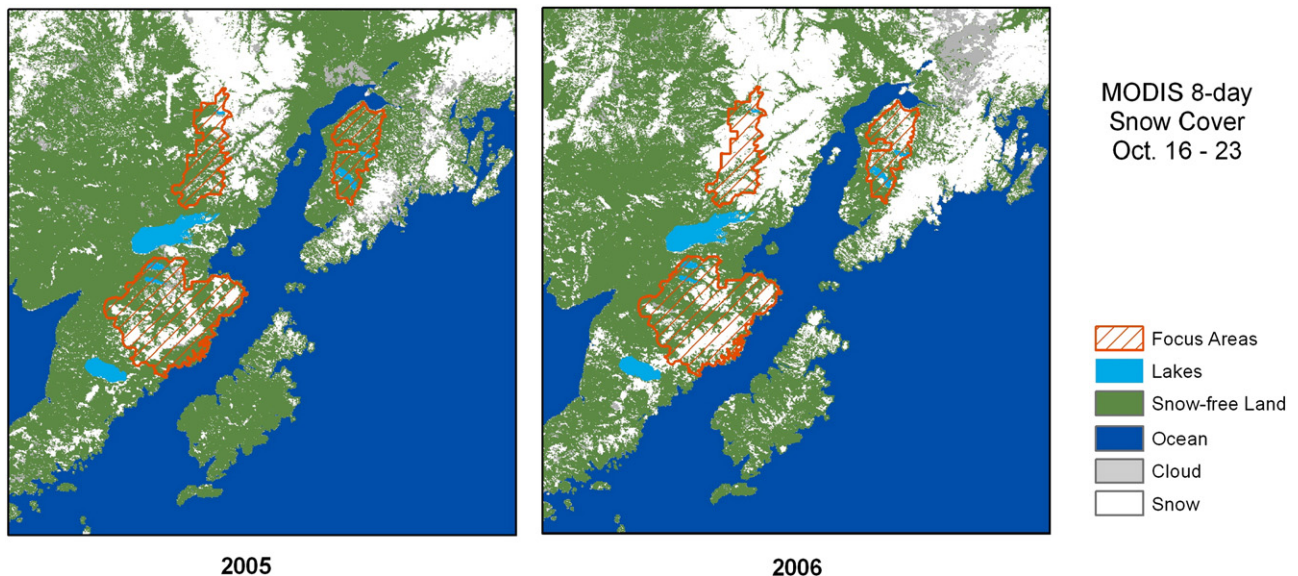 MODIS 8-day
Snow Cover
Oct. 16 - 23
Focus Areas
Lakes
Snow-free Land
Ocean
Cloud
Snow
2005
2006